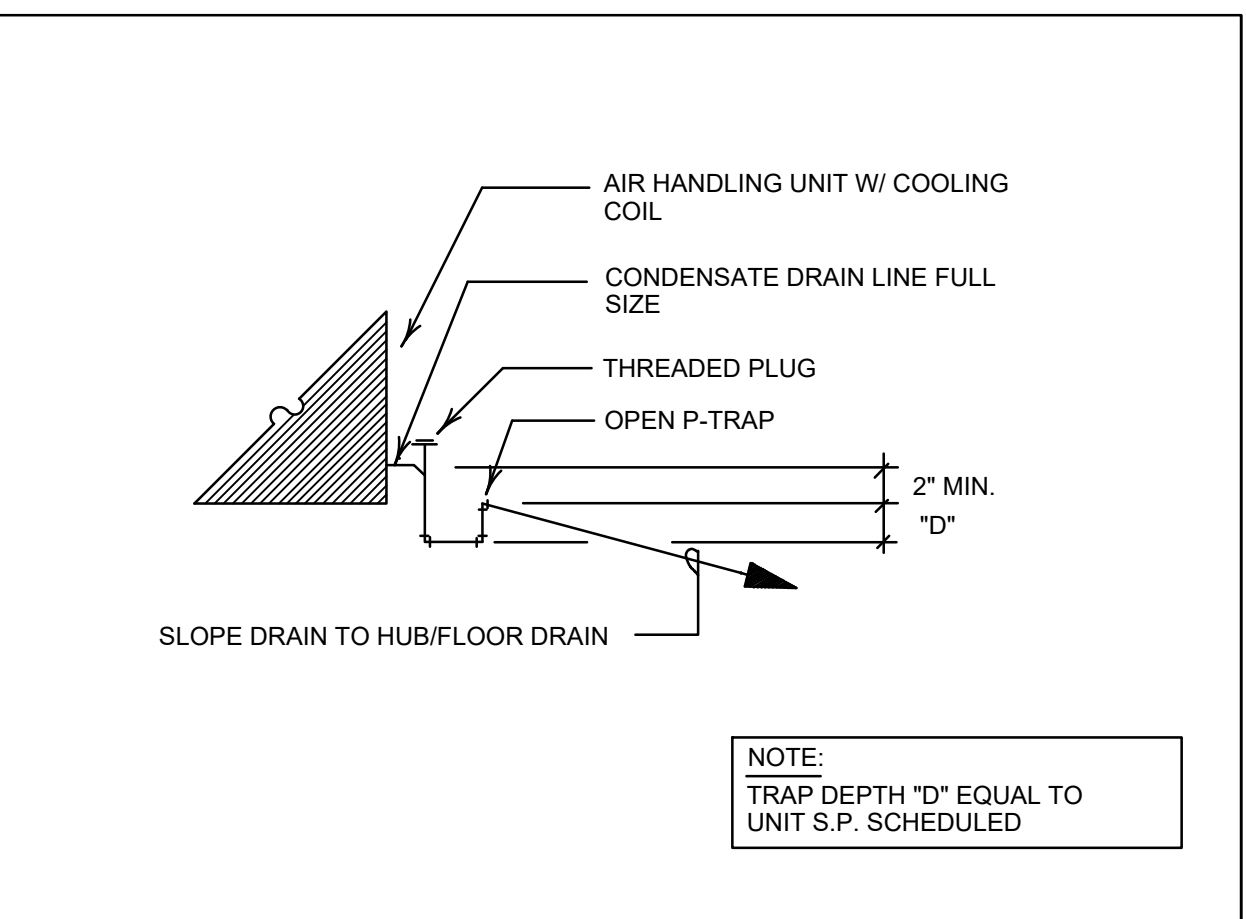 AIR HANDLING UNIT W/ COOLING
COIL
CONDENSATE DRAIN LINE FULL
SIZE
THREADED PLUG
OPEN P-TRAP
2" MIN.
"D"
SLOPE DRAIN TO HUB/FLOOR DRAIN
NOTE:
TRAP DEPTH "D" EQUAL TO
UNIT S.P. SCHEDULED